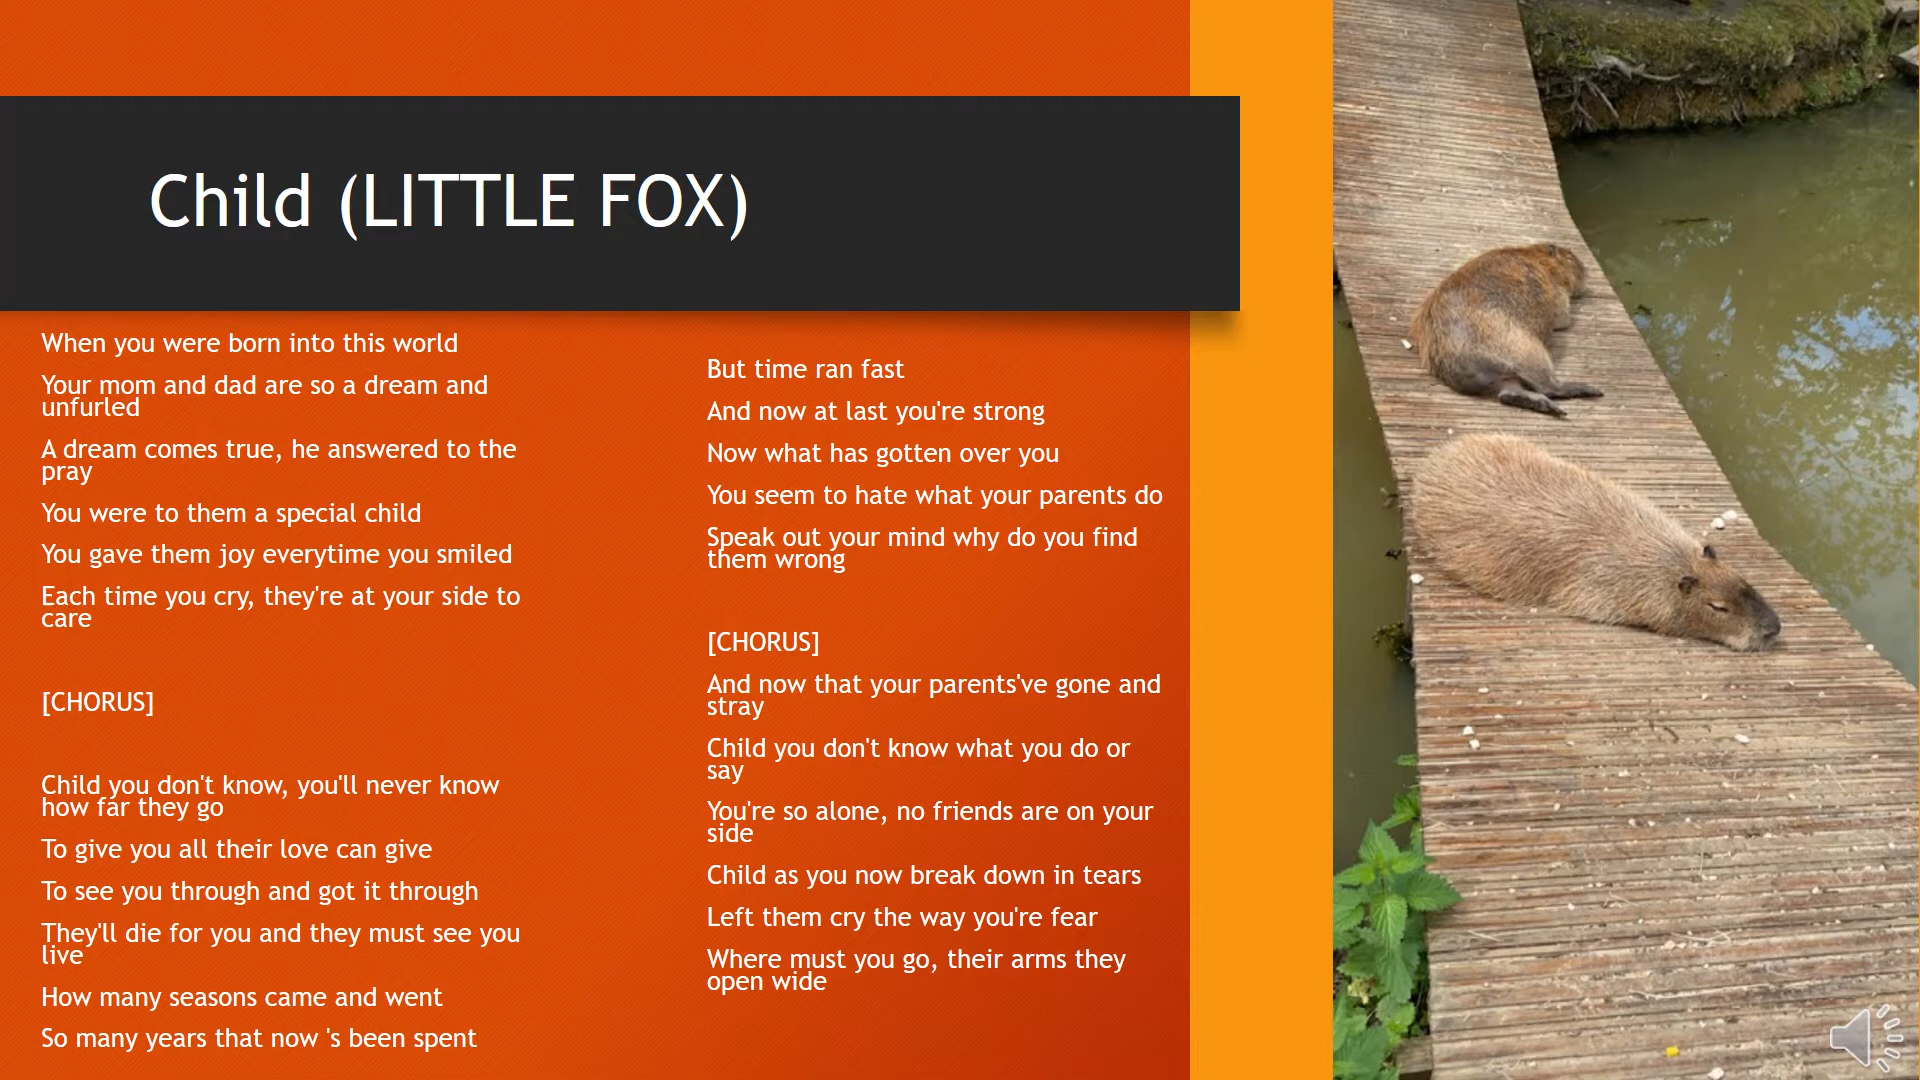 Child (LITTLE FOX)
When you were born into this world
Your mom and dad are so a dream and
unfurled
A dream comes true, he answered to the
pray
You were to them a special child
You gave them joy everytime you smiled
Each time you cry, they're at your side to
care
[CHORUS]
Child you don't know, you'll never know
how far they go
To give you all their love can give
To see you through and got it through
They'll die for you and they must see you
live
How many seasons came and went
So many years that now 's been spent
But time ran fast
And now at last you're strong
Now what has gotten over you
You seem to hate what your parents do
Speak out your mind why do you find
them wrong
[CHORUS]
And now that your parents've gone and
stray
Child you don't know what you do or
say
You're so alone, no friends are on your
side
Child as you now break down in tears
Left them cry the way you're fear
Where must you go, their arms they
open wide